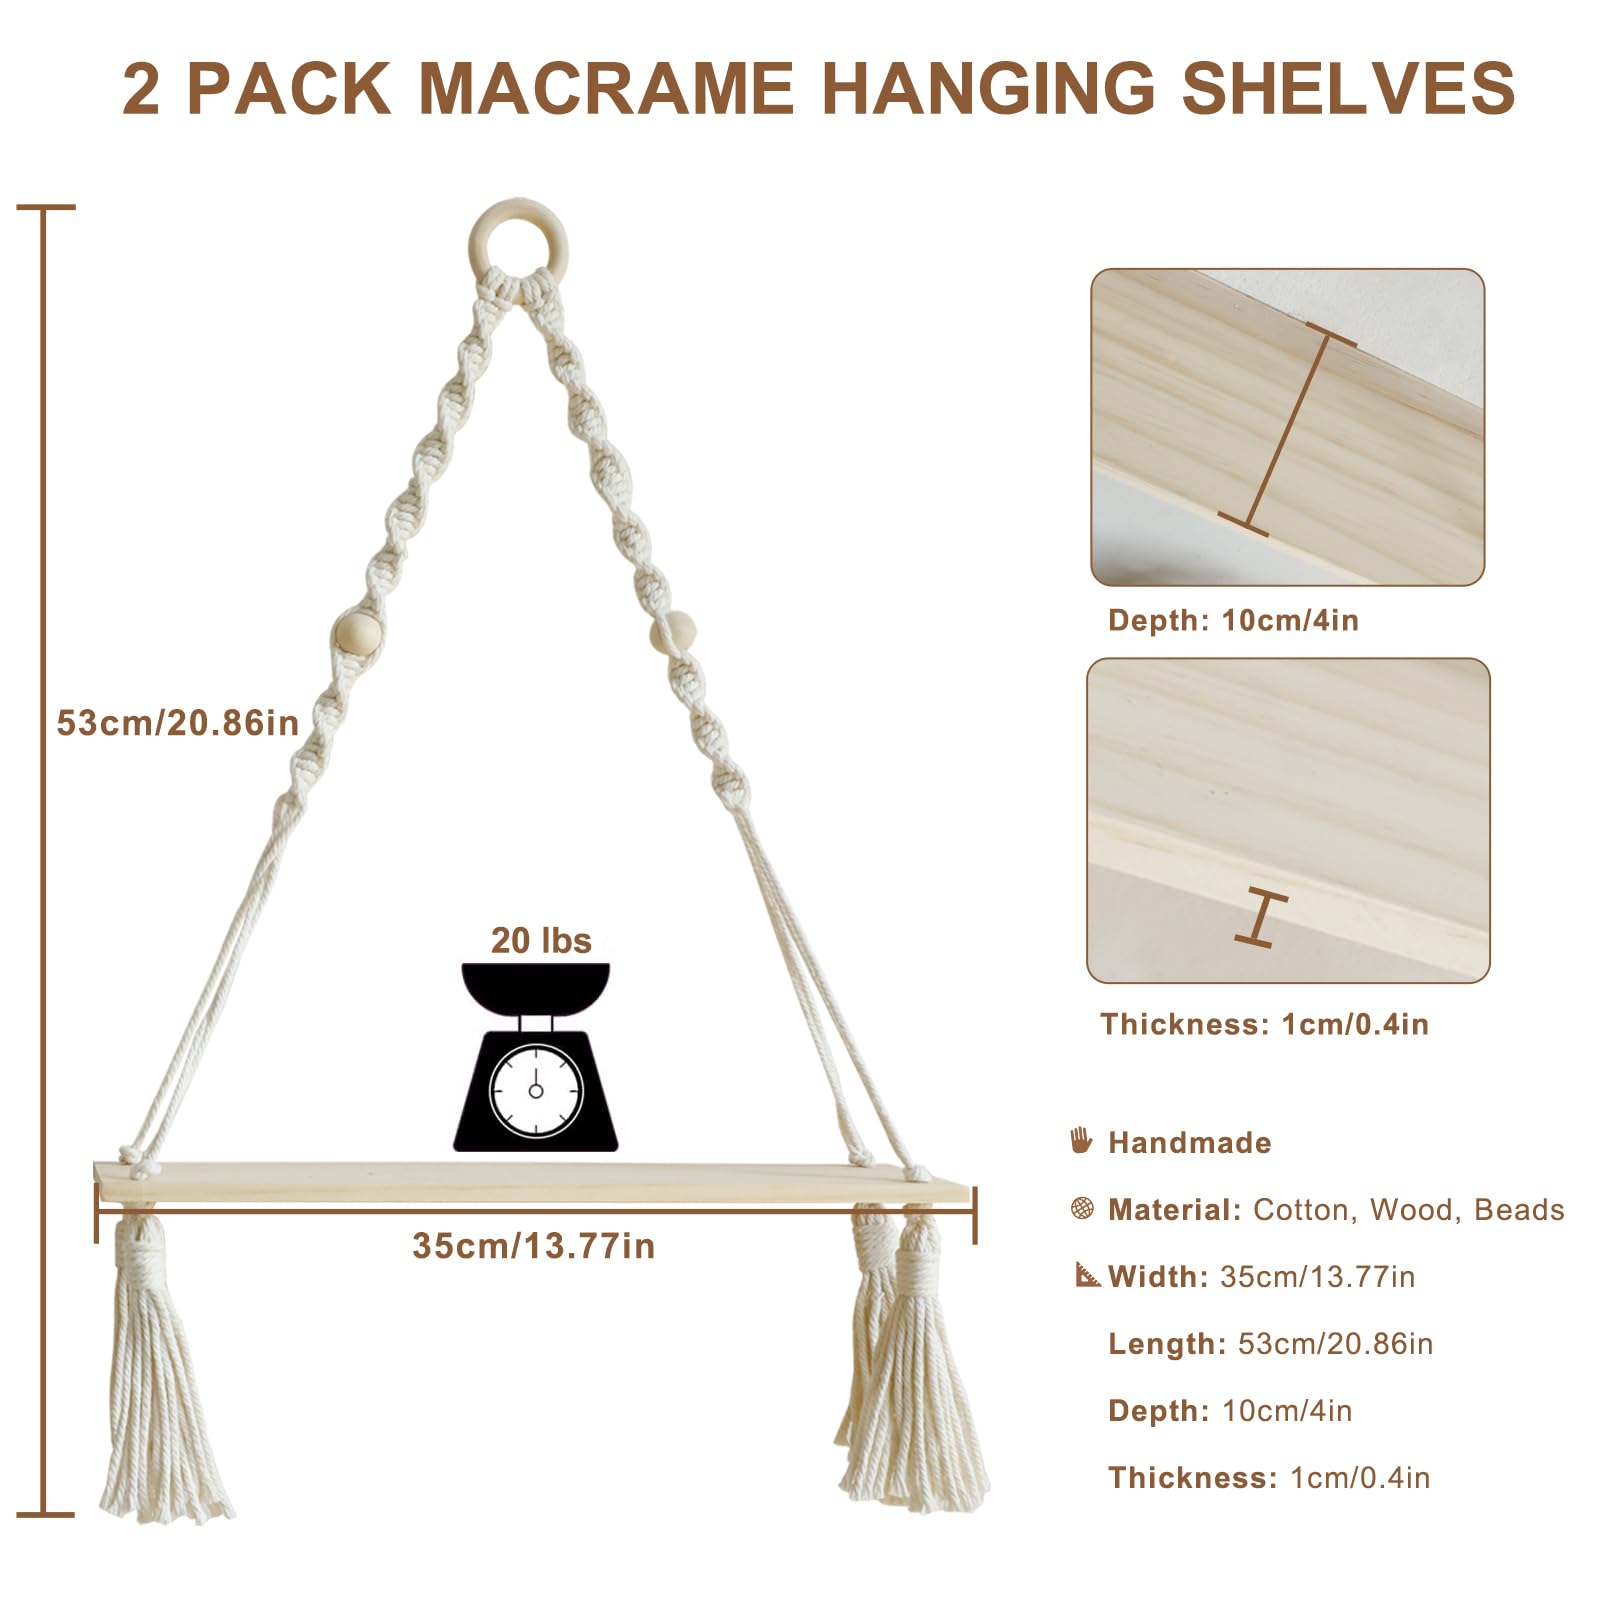 2 PACK MACRAME HANGING SHELVES
53cm/20.86in
20 lbs
35cm/13.77in
Depth: 10cm/4in
Thickness: 1cm/0.4in
Handmade
Material: Cotton, Wood, Beads
Width: 35cm/13.77in
Length: 53cm/20.86in
Depth: 10cm/4in
Thickness: 1cm/0.4in